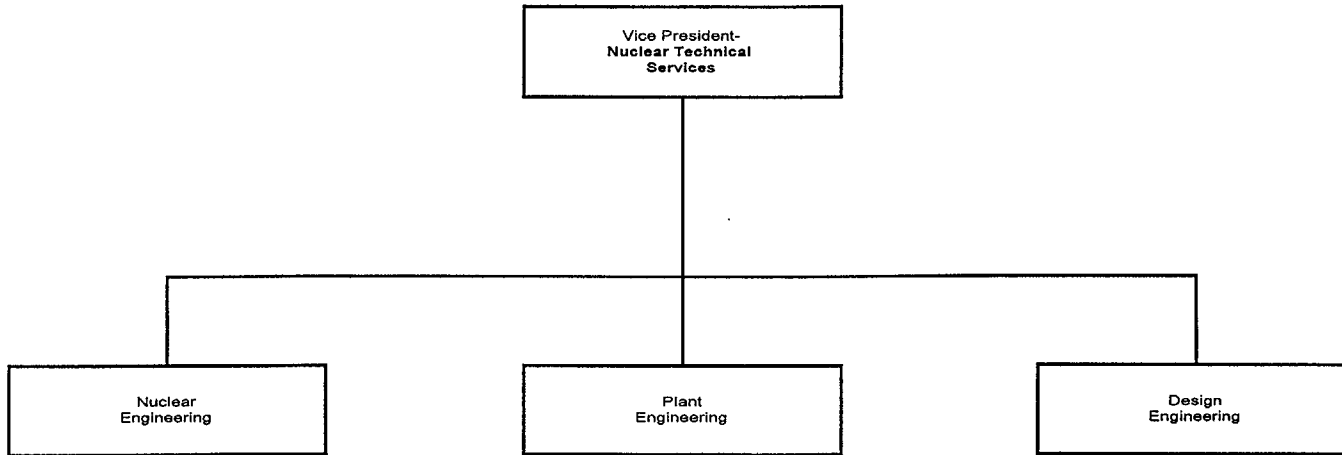 Vice President-
Nuclear Technical
Services
Nuclear
Engineering
Plant
Engineering
Design
Engineering